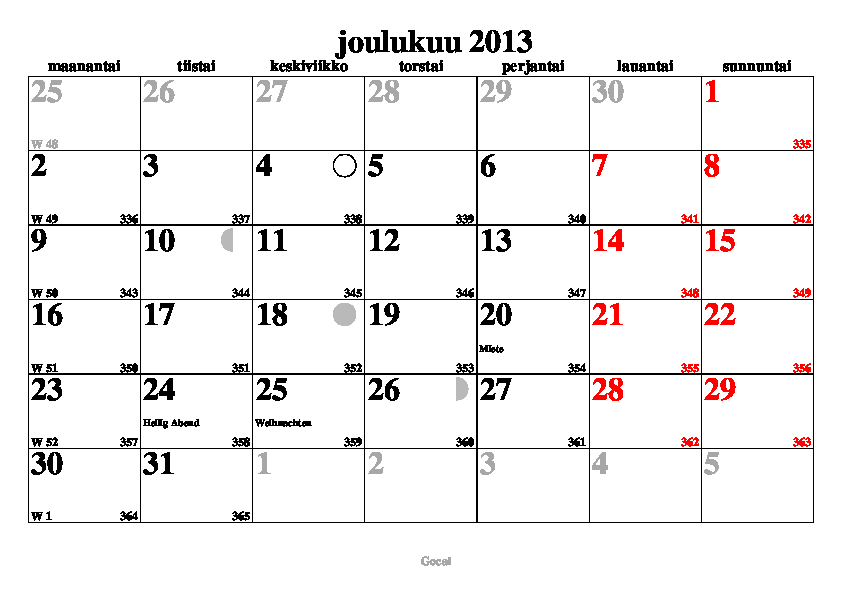 joulukuu 2013
maanantai tiistai keskiviikko torstai perjantai lauantai sunnuntai
25 26 27 28 29 30 1
W 48 335
2 3 4 5 6 7 8
W 49 336 337 338 339 340 341 342
9 10 11 12 13 14 15
W 50 343 344 345 346 347 348 349
16 17 18 19 20 21 22
Miete
W 51 350 351 352 353 354 355 356
23 24 25 26 27 28 29
Heilig Abend Weihnachten
W 52 357 358 359 360 361 362 363
30 31 1 2 3 4 5
W 1 364 365
Gocal